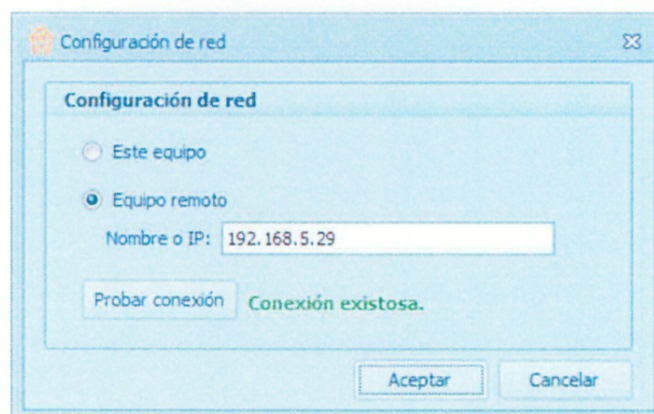 Configuración de red
Configuración de red
Este equipo
Equipo remoto
Nombre o IP: 192.168.5.29
Probar conexión Conexión existosa.
Aceptar Cancelar